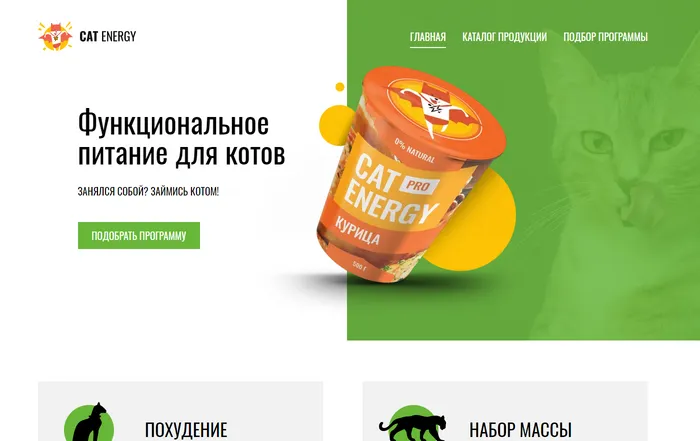 CAT ENERGY
ГЛАВНАЯ
КАТАЛОГ ПРОДУКЦИИ
ПОДБОР ПРОГРАММЫ
Функциональное
питание для котов
ЗАНЯЛСЯ СОБОЙ? ЗАЙМИСЬ КОТОМ!
ПОДОБРАТЬ ПРОГРАММУ
0% NATURAL
CAT PRO
ENERGY
КУРИЦА
500 г
ПОХУДЕНИЕ
НАБОР МАССЫ